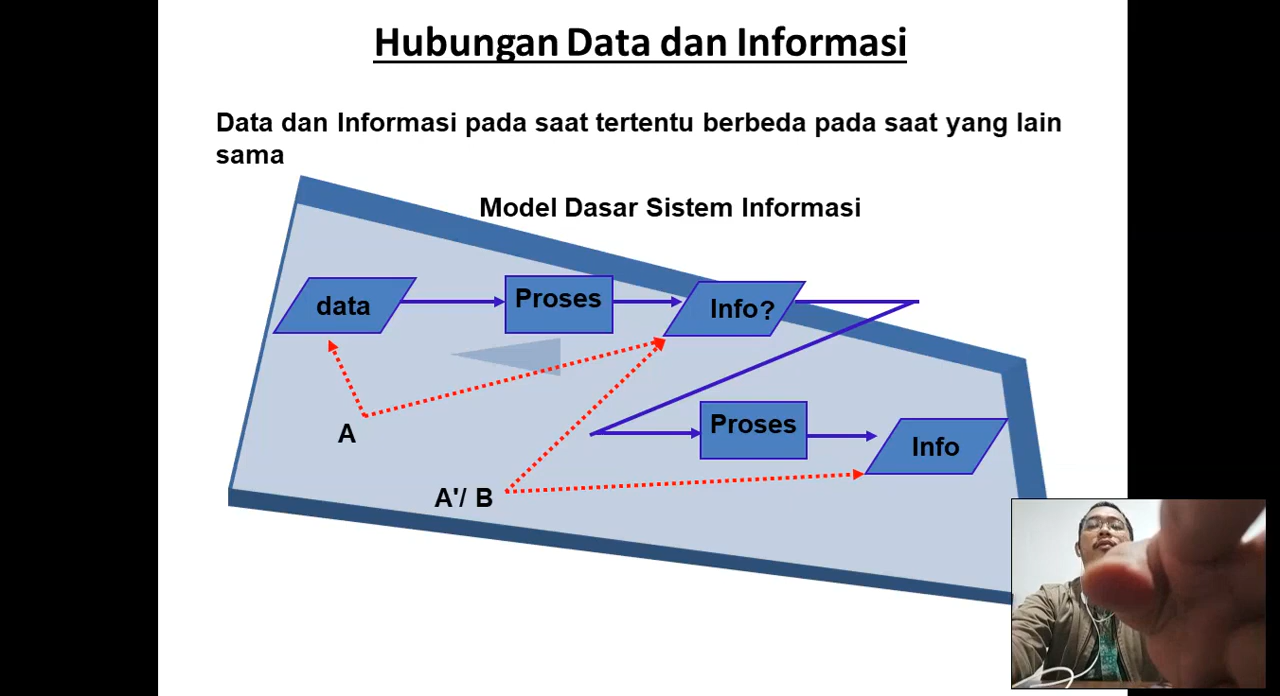 Hubungan Data dan Informasi
Data dan Informasi pada saat tertentu berbeda pada saat yang lain
sama
Model Dasar Sistem Informasi
data
Proses
Info?
A
Proses
Info
A'/ B